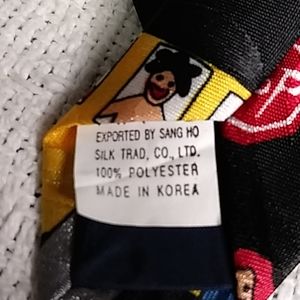 EXPORTED BY SANG HO
SILK TRAD, CO., LTD.
100% POLYESTER
MADE IN KOREA